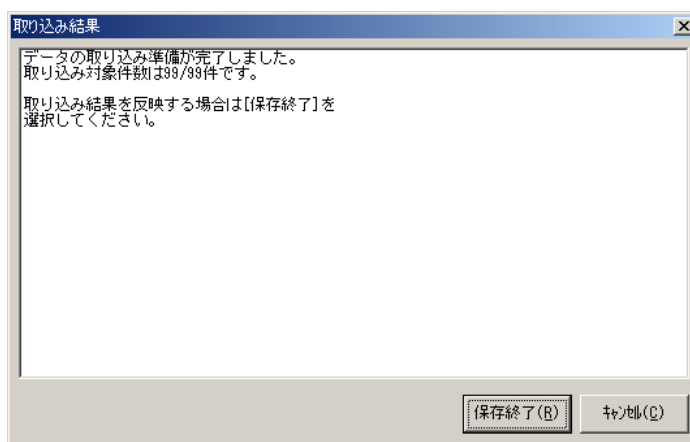 取り込み結果
データの取り込み準備が完了しました。
取り込み対象件数は99/99件です。
取り込み結果を反映する場合は[保存終了]を
選択してください。
保存終了(R)
ｷｬﾝｾﾙ(C)